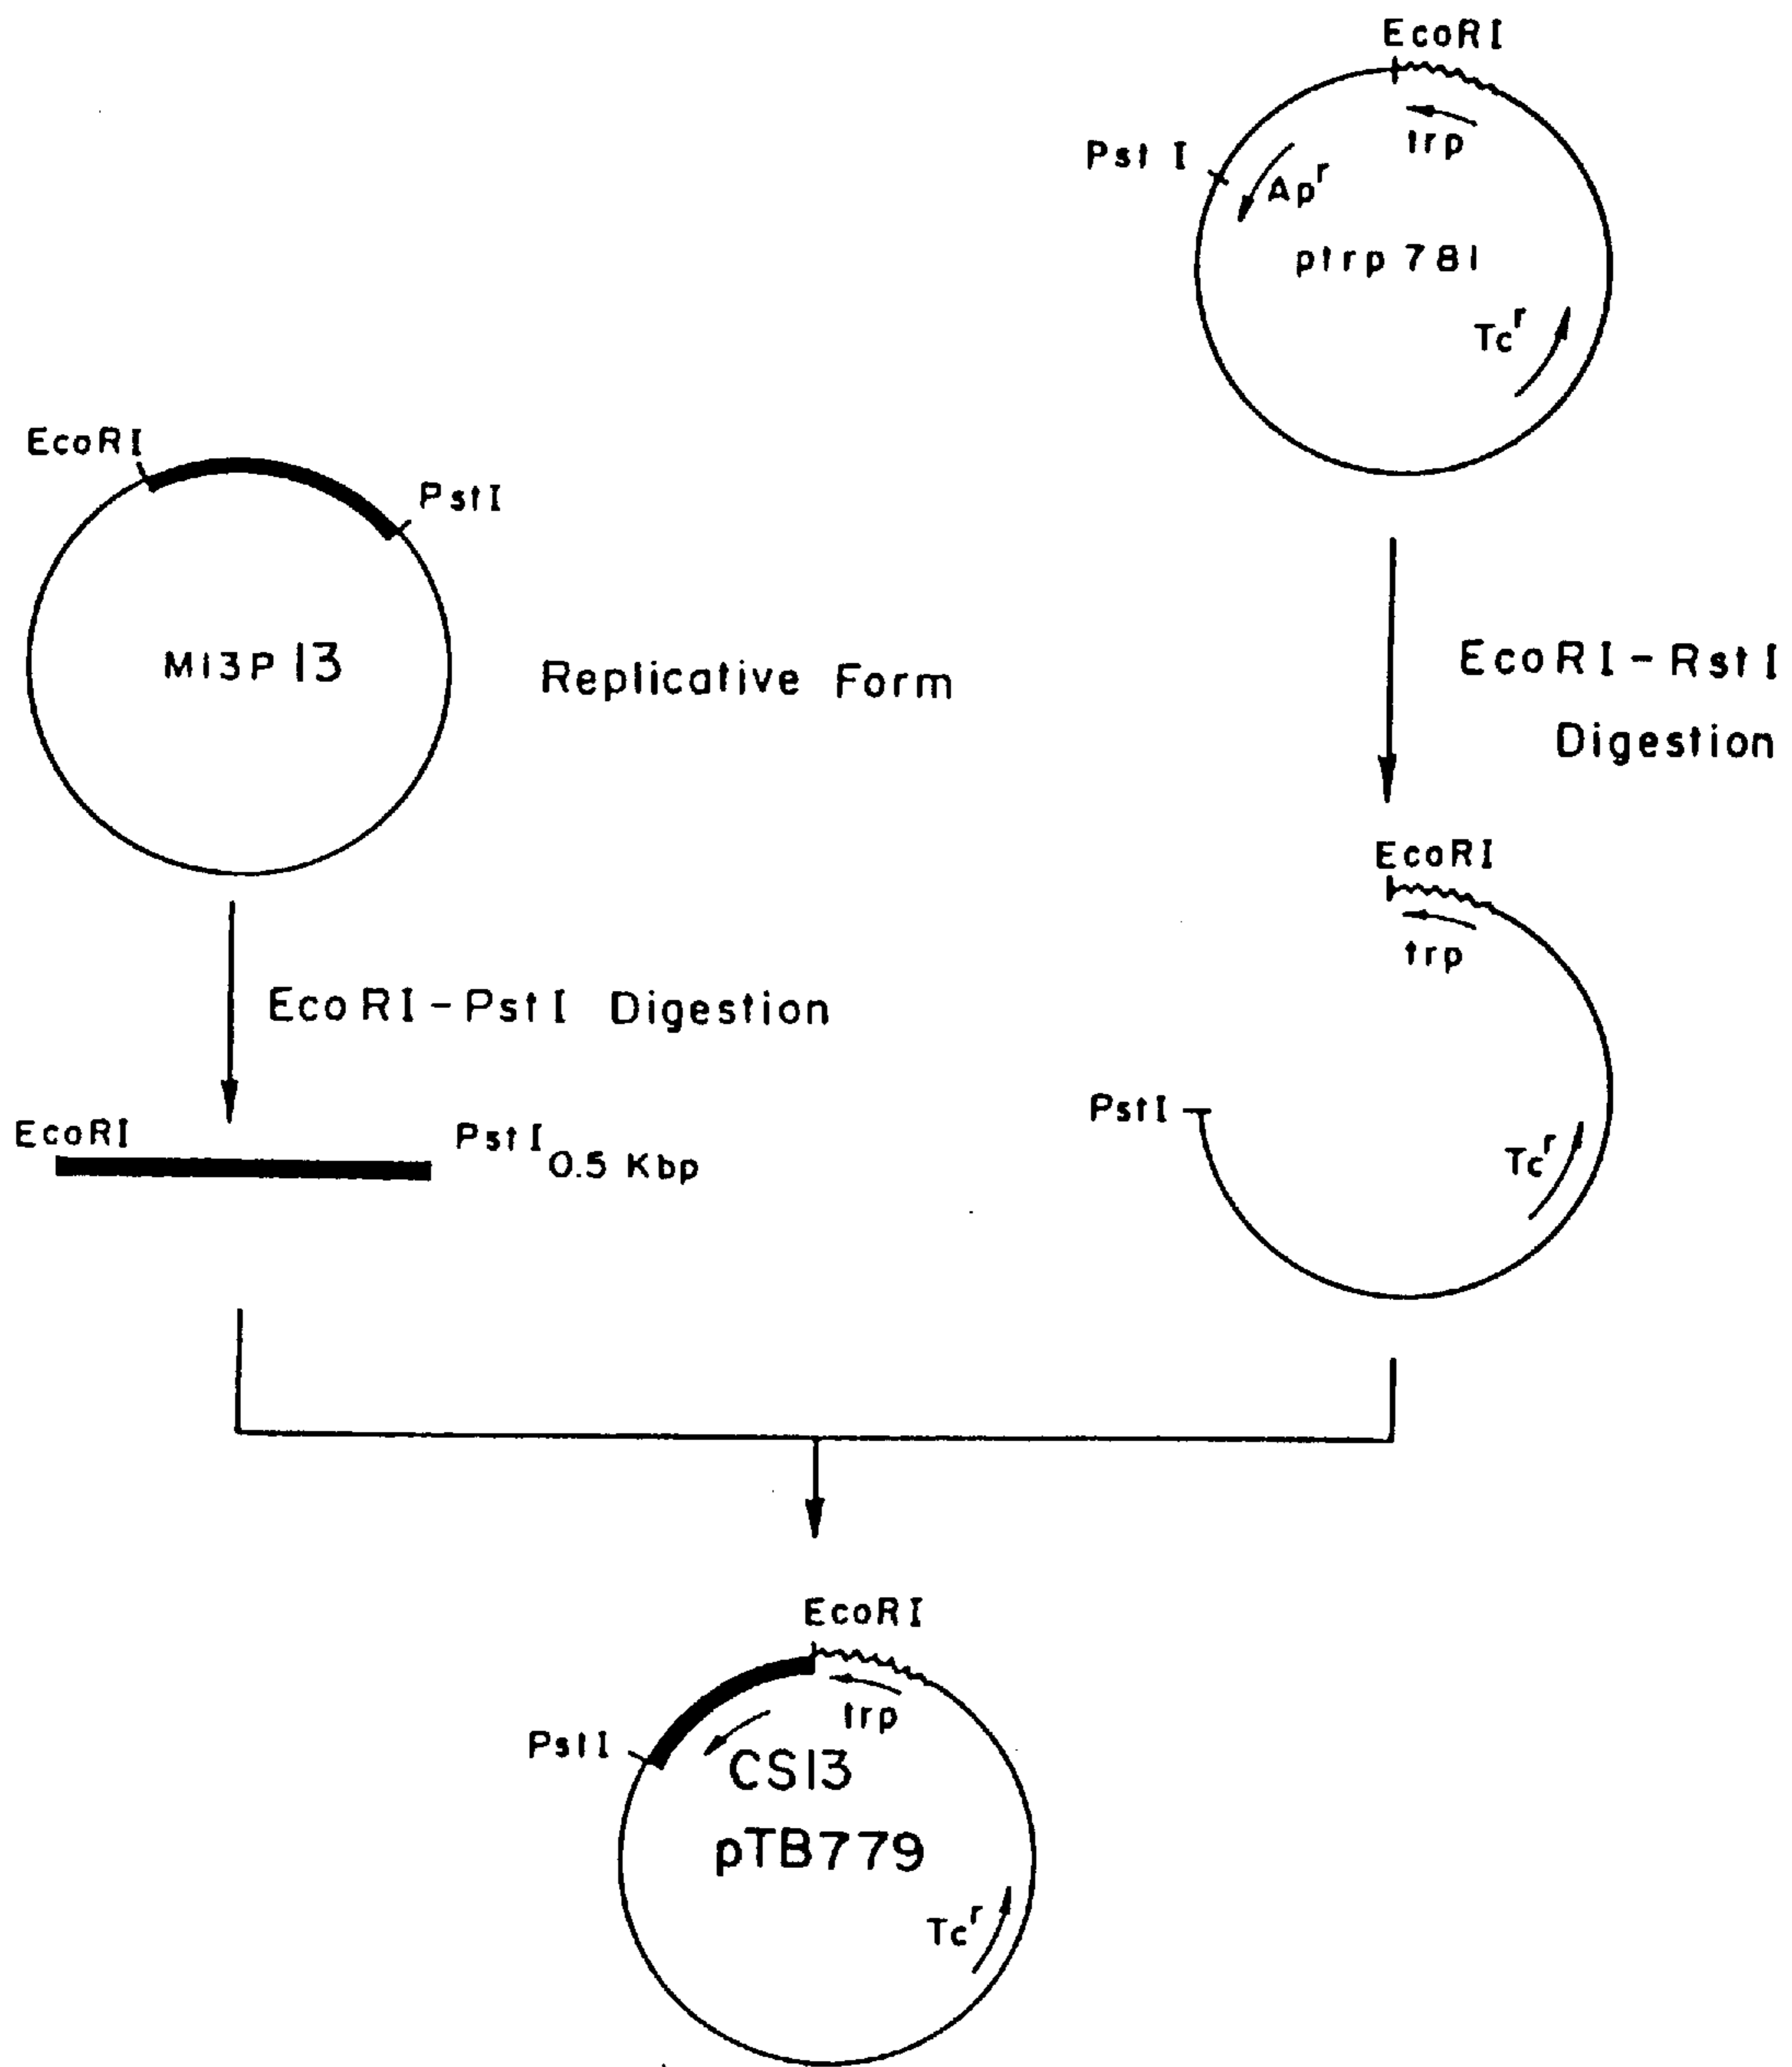 EcoRI
Pst I
trp
Apr
ptrp 781
Tcr
EcoRI
PstI
M13P 13
Replicative Form
EcoRI-RstI
Digestion
EcoRI
trp
EcoRI-PstI Digestion
PstI
EcoRI
PstI
0.5 Kbp
Tcr
EcoRI
trp
PstI
CS13
pTB779
Tcr